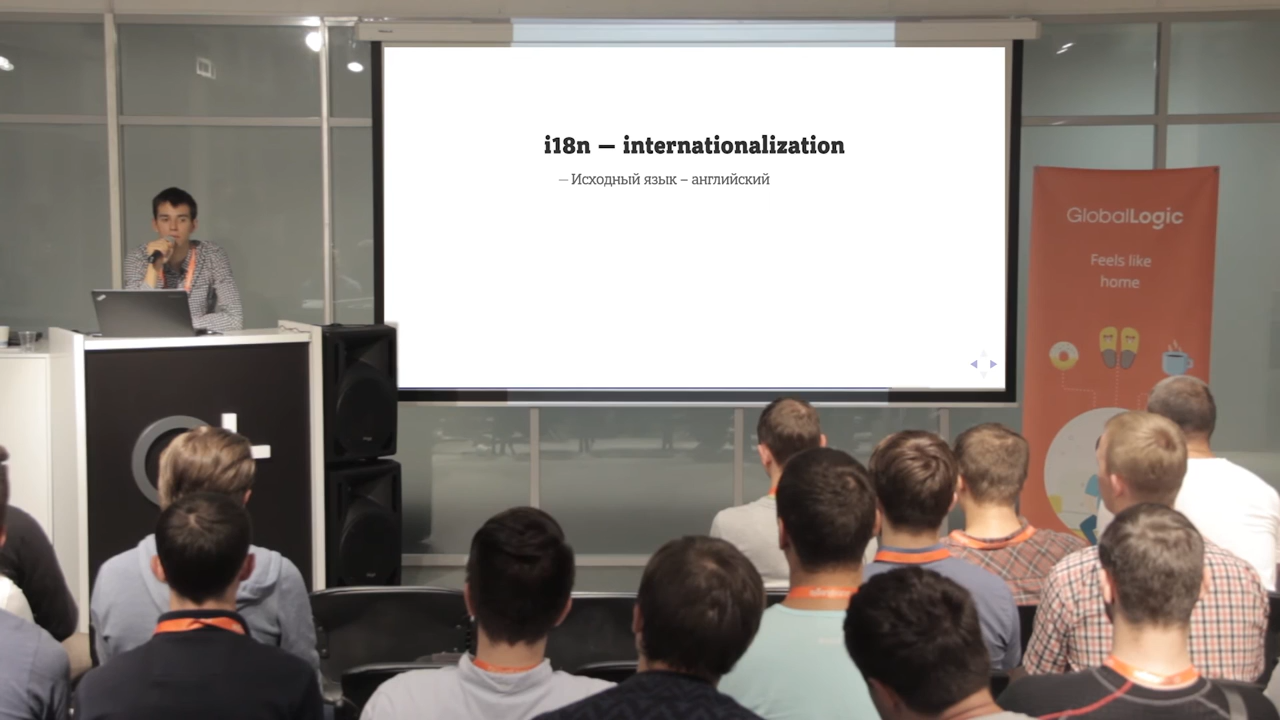 i18n — internationalization
— Исходный язык – английский
GlobalLogic
Feels like
home